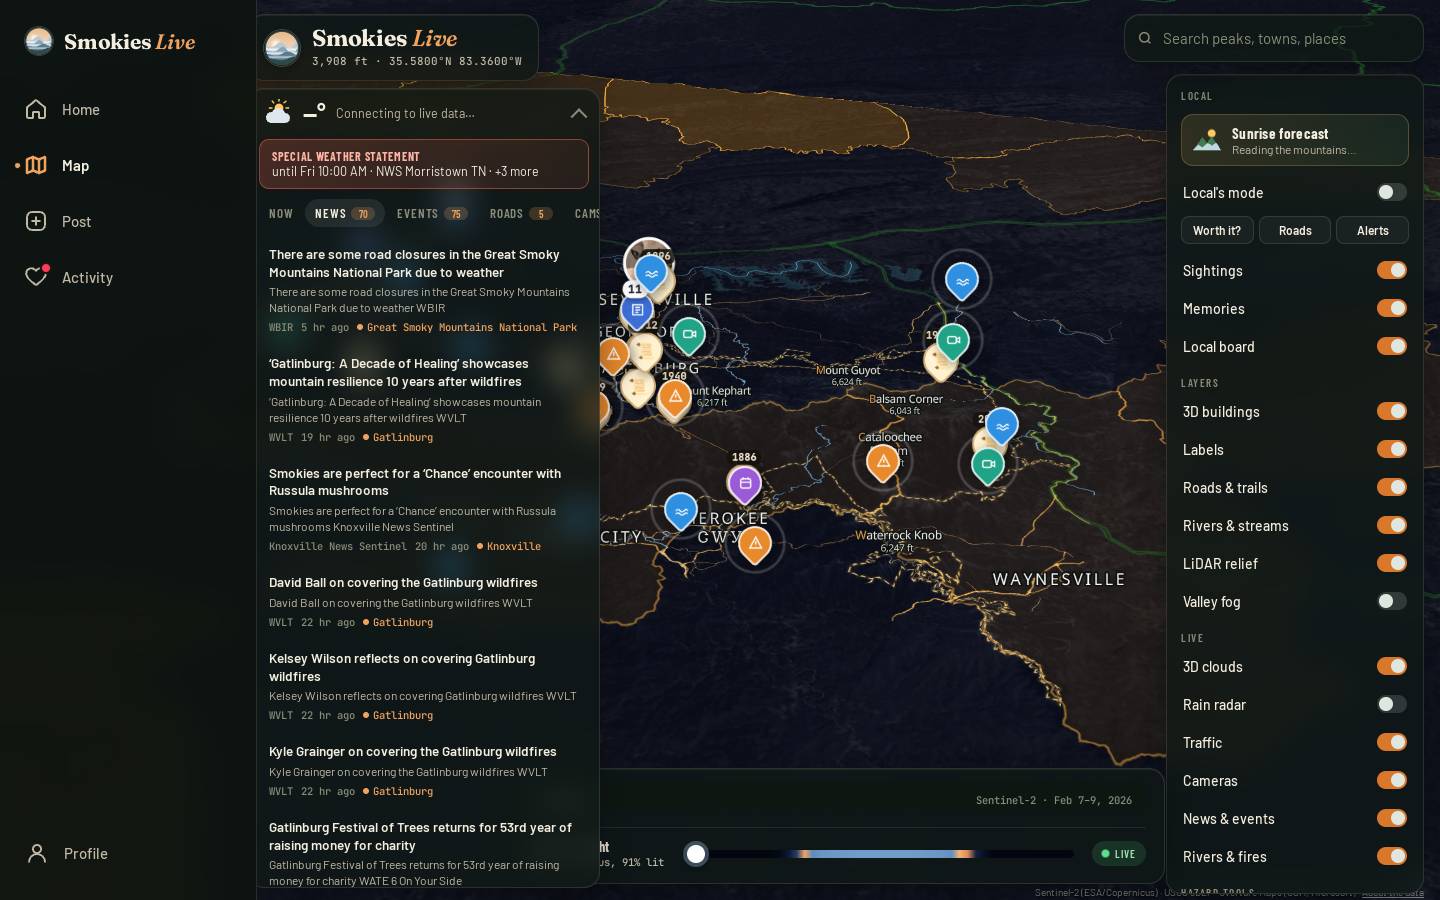 Smokies Live
Home
Map
Post
Activity
Profile
Smokies Live
3,908 ft · 35.5800°N 83.3600°W
Connecting to live data…
SPECIAL WEATHER STATEMENT
until Fri 10:00 AM · NWS Morristown TN · +3 more
NOW NEWS 70 EVENTS 75 ROADS 5 CAMS
There are some road closures in the Great Smoky
Mountains National Park due to weather
There are some road closures in the Great Smoky Mountains
National Park due to weather WBIR
WBIR 5 hr ago Great Smoky Mountains National Park
'Gatlinburg: A Decade of Healing' showcases
mountain resilience 10 years after wildfires
'Gatlinburg: A Decade of Healing' showcases mountain
resilience 10 years after wildfires WVLT
WVLT 19 hr ago Gatlinburg
Smokies are perfect for a 'Chance' encounter with
Russula mushrooms
Smokies are perfect for a 'Chance' encounter with Russula
mushrooms Knoxville News Sentinel
Knoxville News Sentinel 20 hr ago Knoxville
David Ball on covering the Gatlinburg wildfires
David Ball on covering the Gatlinburg wildfires WVLT
WVLT 22 hr ago Gatlinburg
Kelsey Wilson reflects on covering Gatlinburg
wildfires
Kelsey Wilson reflects on covering Gatlinburg wildfires WVLT
WVLT 22 hr ago Gatlinburg
Kyle Grainger on covering the Gatlinburg wildfires
Kyle Grainger on covering the Gatlinburg wildfires WVLT
WVLT 22 hr ago Gatlinburg
Gatlinburg Festival of Trees returns for 53rd year of
raising money for charity
Gatlinburg Festival of Trees returns for 53rd year of raising
money for charity WATE 6 On Your Side
11
1940
Mount Guyot
6,624 ft
Kephart
6,217 ft
Balsam Corner
6,043 ft
Cataloochee
1886
CITY
Waterrock Knob
6,247 ft
WAYNESVILLE
Sentinel-2 · Feb 7–9, 2026
91% lit
LIVE
Search peaks, towns, places
LOCAL
Sunrise forecast
Reading the mountains…
Local's mode
Worth it? Roads Alerts
Sightings
Memories
Local board
LAYERS
3D buildings
Labels
Roads & trails
Rivers & streams
LiDAR relief
Valley fog
LIVE
3D clouds
Rain radar
Traffic
Cameras
News & events
Rivers & fires
Sentinel-2 (ESA/Copernicus)